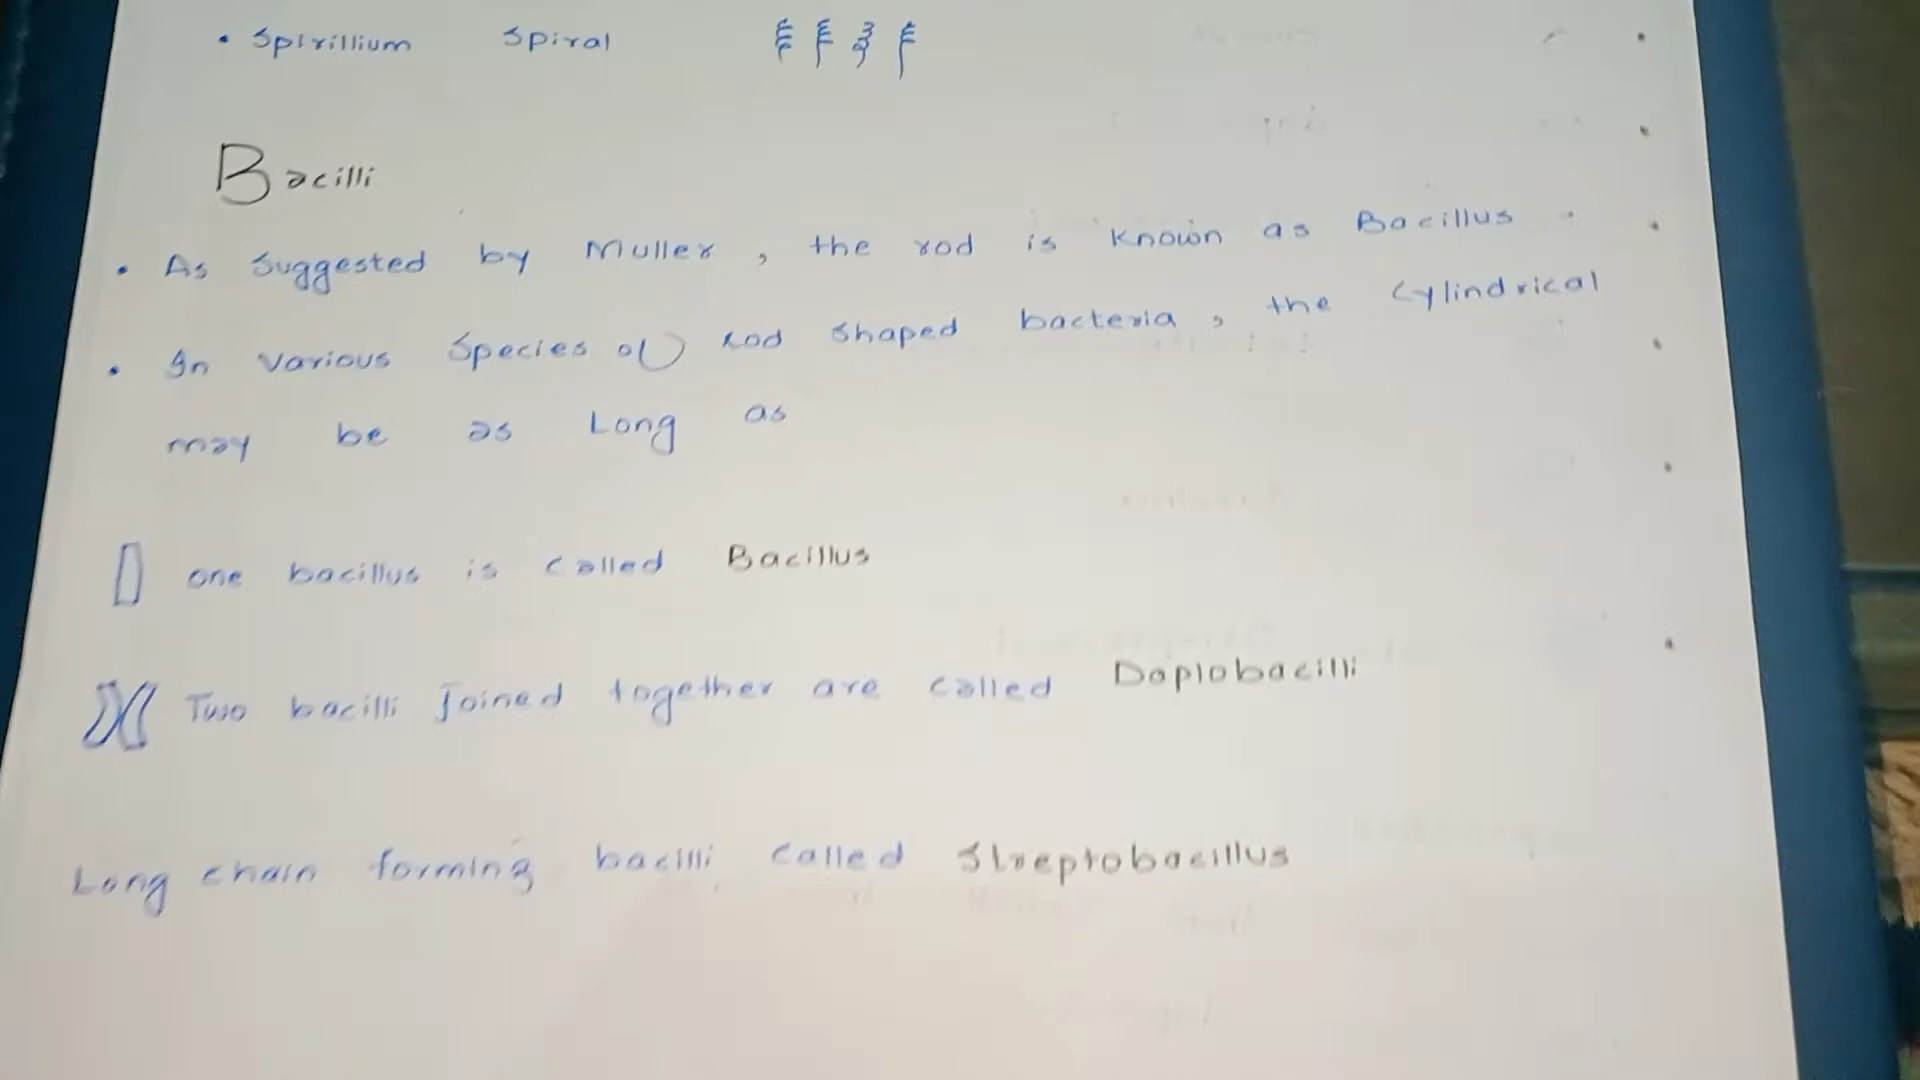 • Spirillium Spiral
Bacilli
• As Suggested by Muller, the rod is known as Bacillus
• In various Species of rod shaped bacteria, the Cylindrical
may be as Long as
one bacillus is called Bacillus
Two bacilli Joined together are called Doplobacilli
Long chain forming bacilli called Streptobacillus